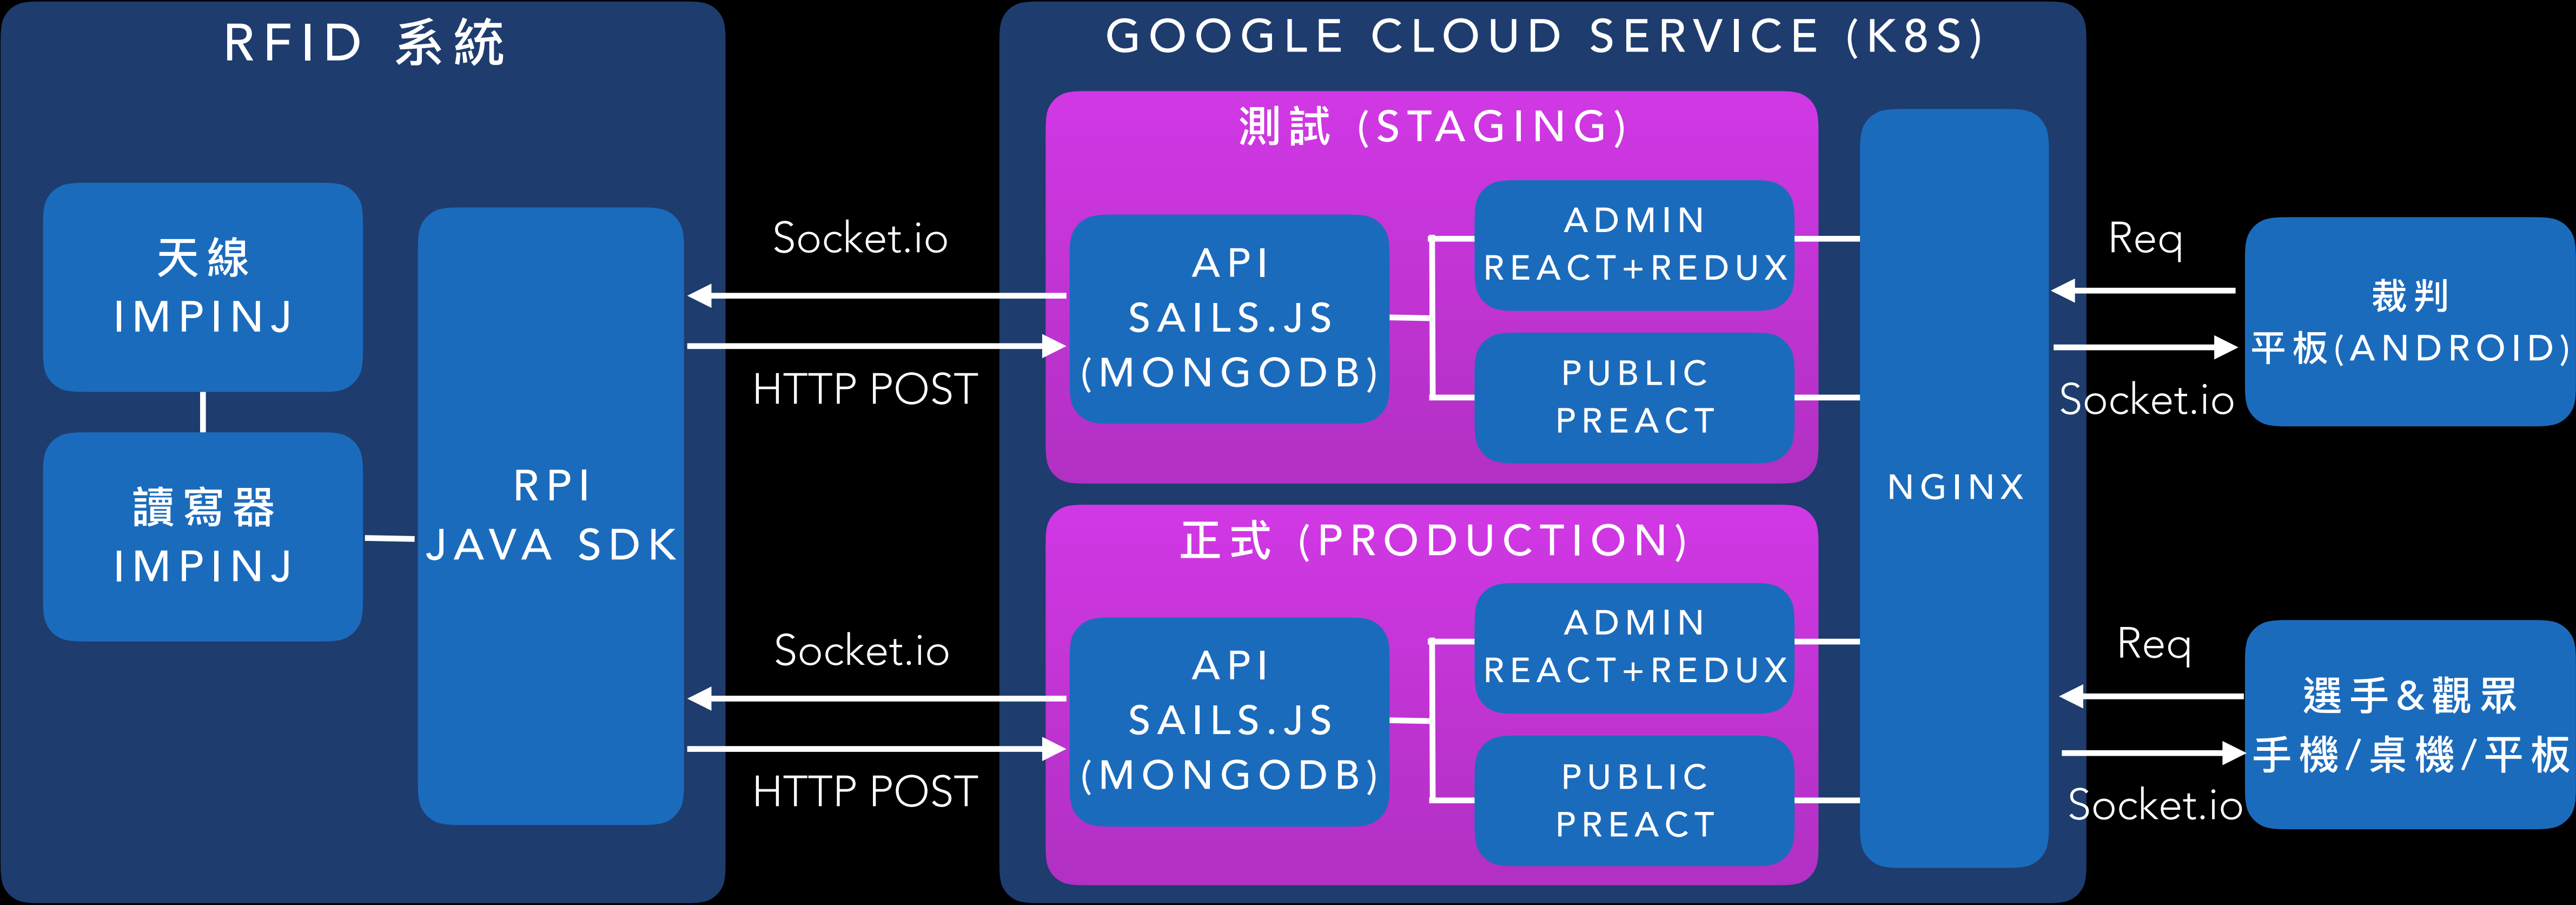 RFID 系統
天線
IMPINJ
讀寫器
IMPINJ
RPI
JAVA SDK
Socket.io
HTTP POST
Socket.io
HTTP POST
GOOGLE CLOUD SERVICE (K8S)
測試 (STAGING)
API
SAILS.JS
(MONGODB)
ADMIN
REACT+REDUX
PUBLIC
PREACT
正式 (PRODUCTION)
API
SAILS.JS
(MONGODB)
ADMIN
REACT+REDUX
PUBLIC
PREACT
NGINX
Req
Socket.io
裁判
平板(ANDROID)
Req
Socket.io
選手&觀眾
手機/桌機/平板